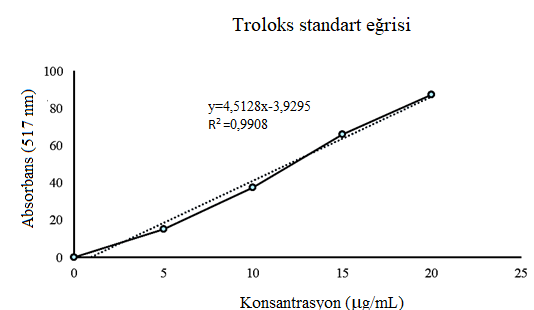 Troloks standart eğrisi
y=4,5128x-3,9295
R²=0,9908
Absorbans (517 nm)
100
80
60
40
20
0
0 5 10 15 20 25
Konsantrasyon (µg/mL)